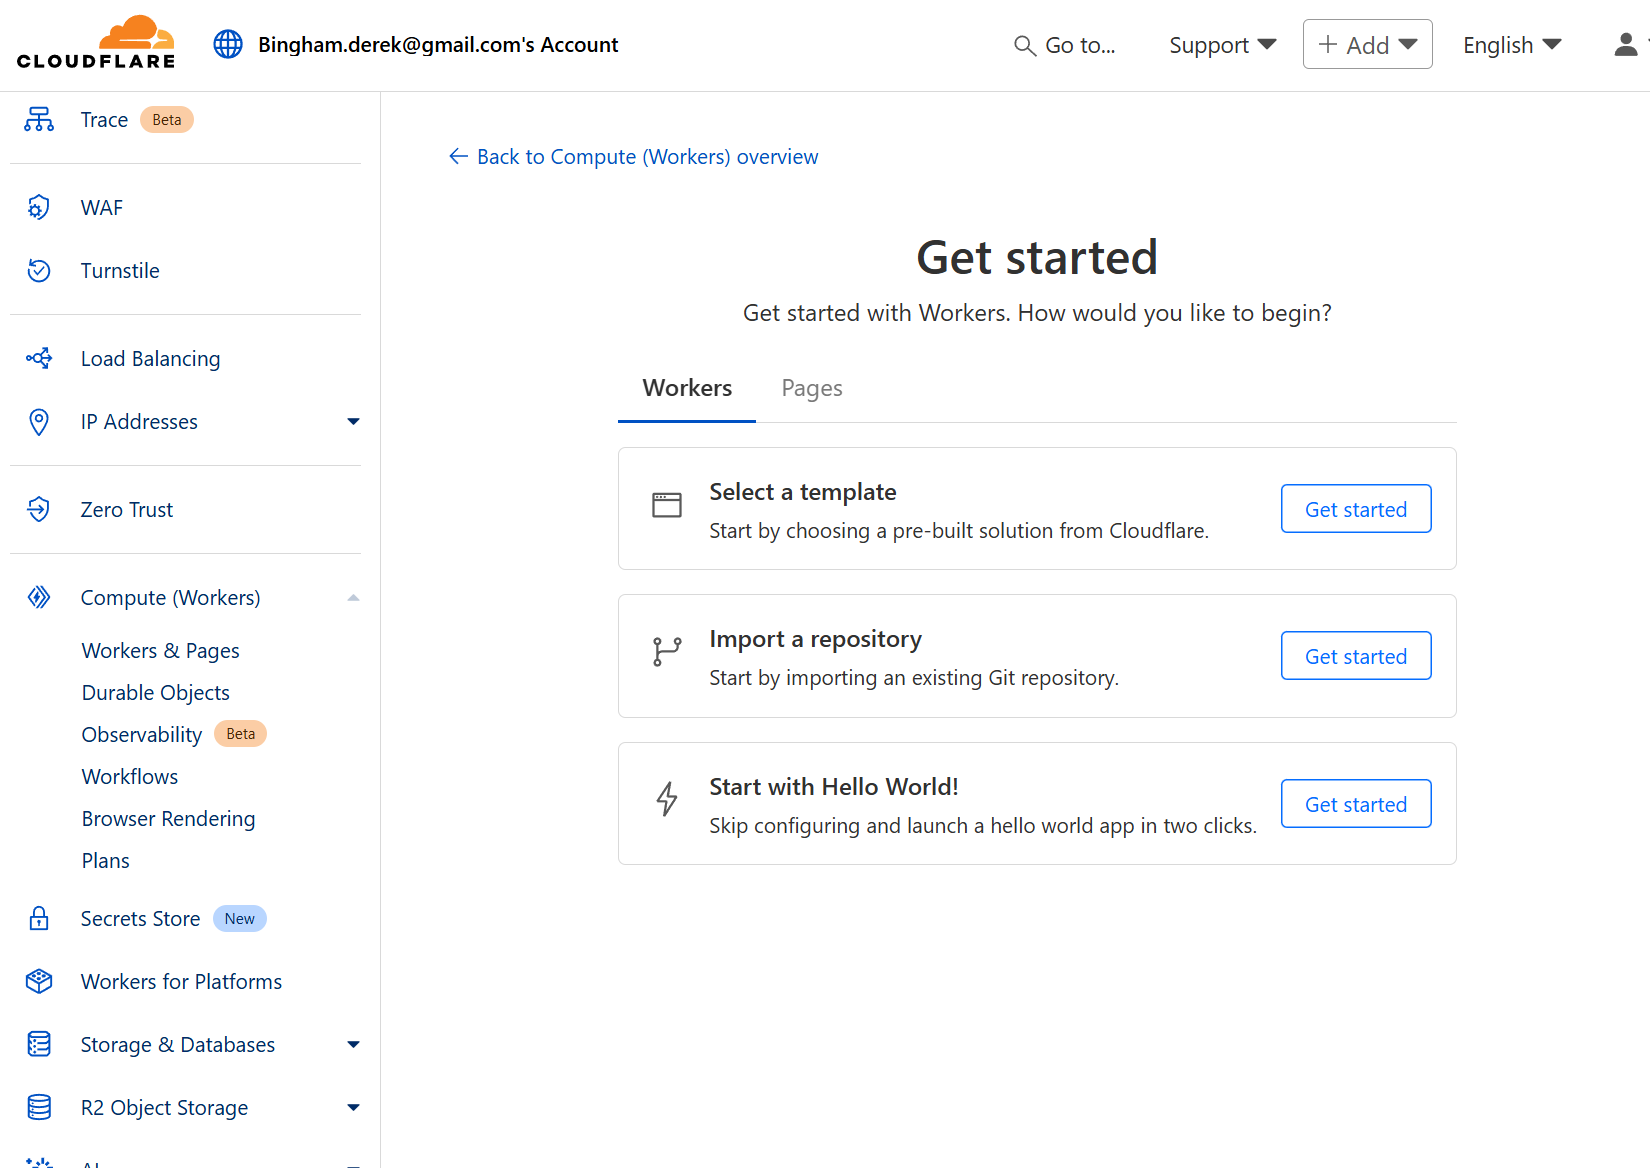 CLOUDFLARE
Bingham.derek@gmail.com's Account
Go to...
Support
+ Add
English
Trace Beta
WAF
Turnstile
Load Balancing
IP Addresses
Zero Trust
Compute (Workers)
Workers & Pages
Durable Objects
Observability Beta
Workflows
Browser Rendering
Plans
Secrets Store New
Workers for Platforms
Storage & Databases
R2 Object Storage
← Back to Compute (Workers) overview
Get started
Get started with Workers. How would you like to begin?
Workers Pages
Select a template
Start by choosing a pre-built solution from Cloudflare.
Get started
Import a repository
Start by importing an existing Git repository.
Get started
Start with Hello World!
Skip configuring and launch a hello world app in two clicks.
Get started